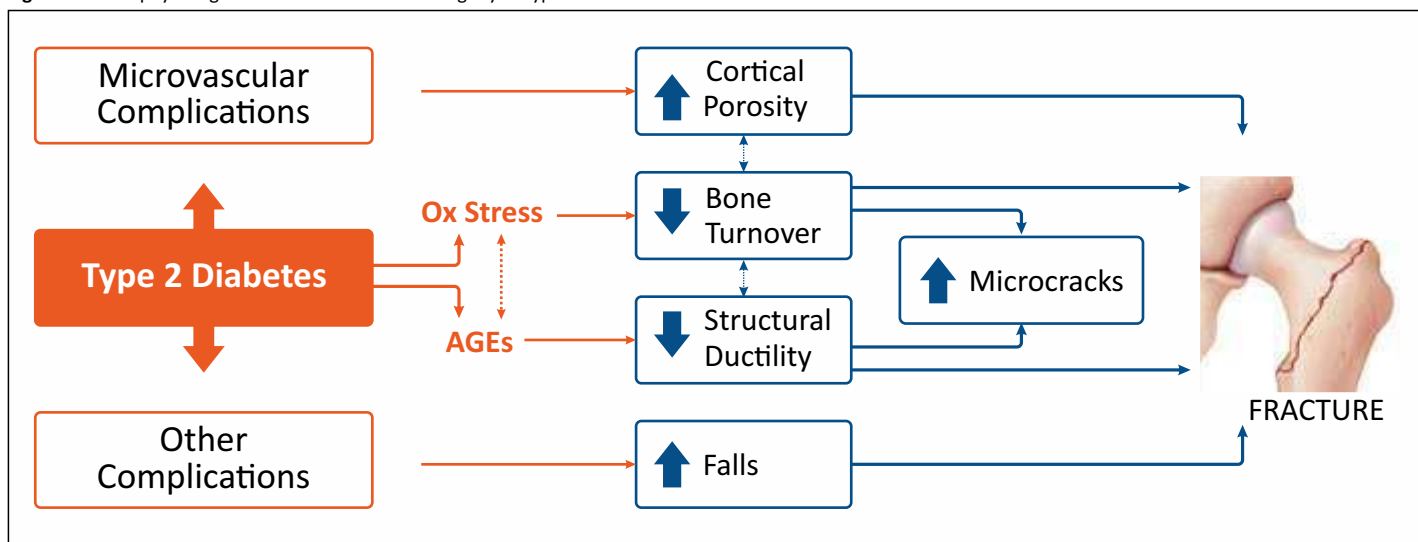 Microvascular
Complications
Cortical
Porosity
Ox Stress
Bone
Turnover
Type 2 Diabetes
Microcracks
AGEs
Structural
Ductility
FRACTURE
Other
Complications
Falls